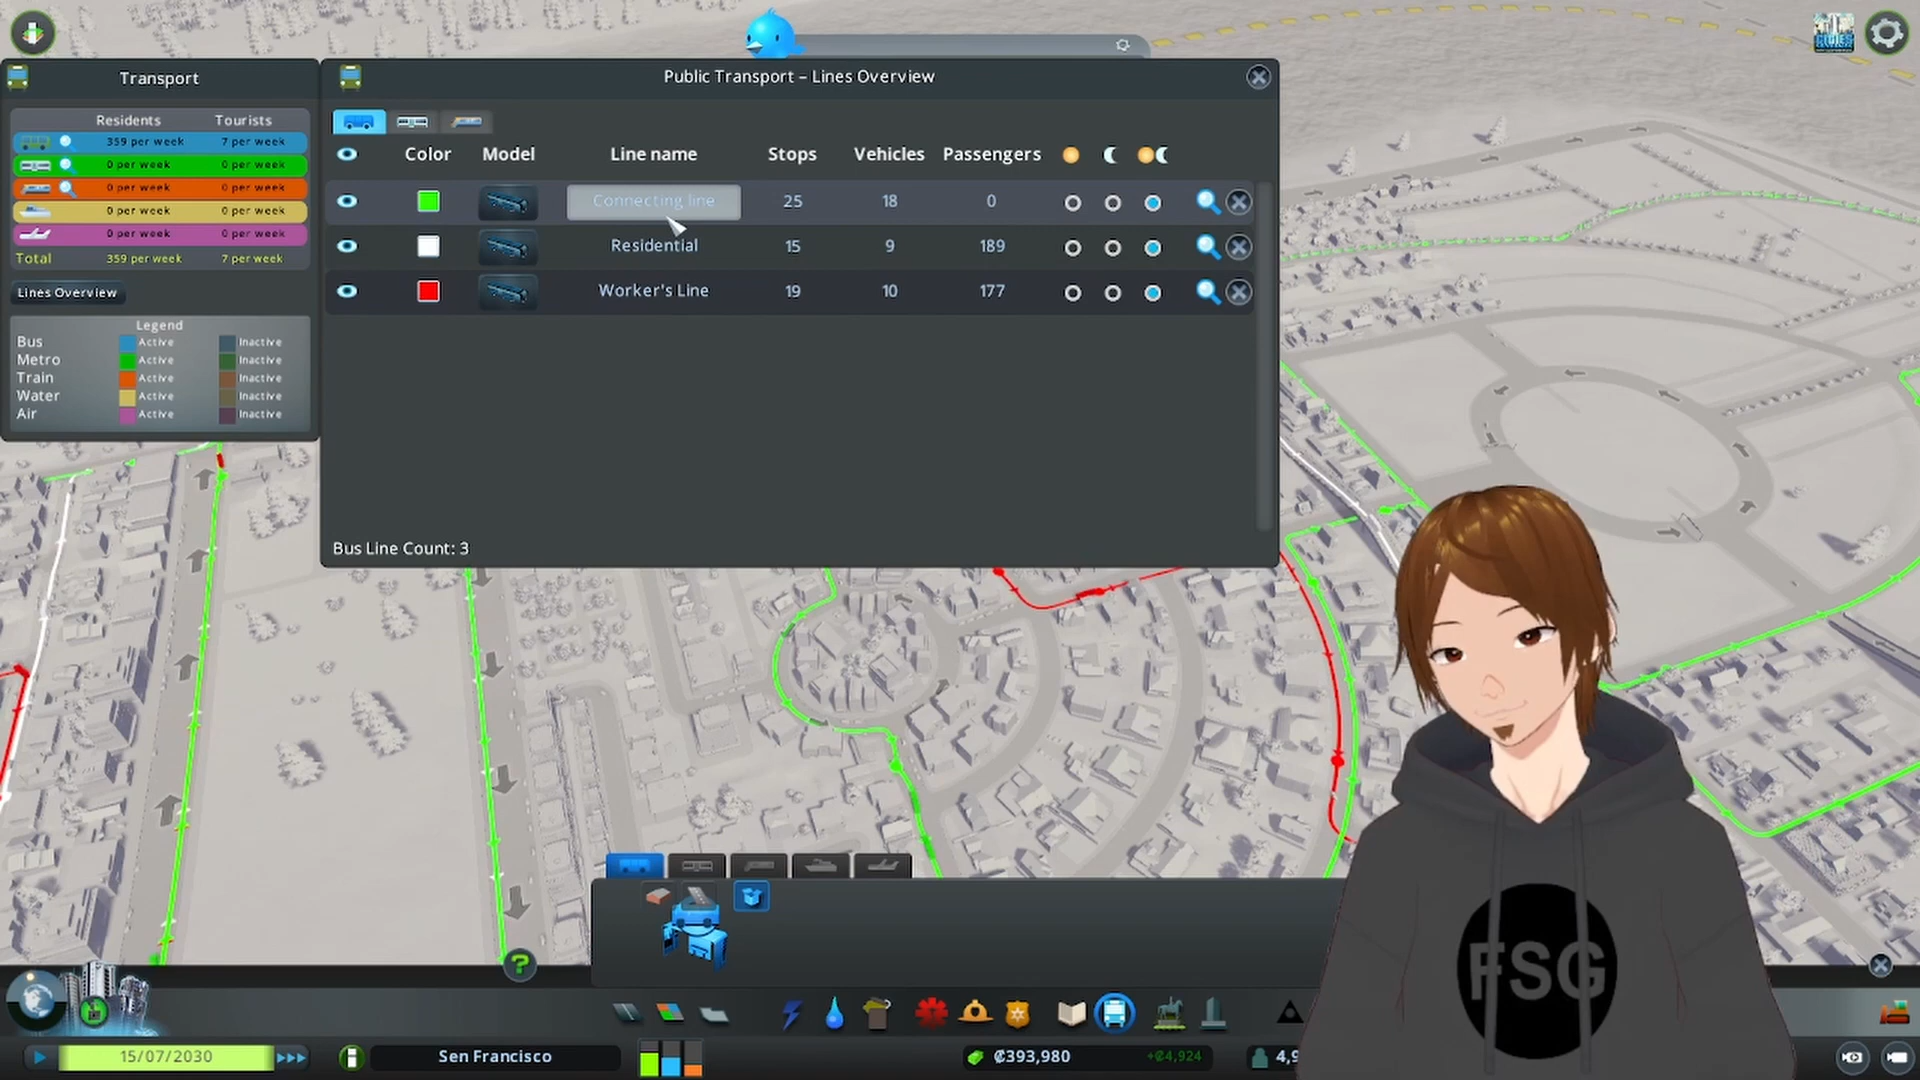 Transport
Public Transport – Lines Overview
Residents Tourists
359 per week 7 per week
0 per week 0 per week
0 per week 0 per week
0 per week 0 per week
0 per week 0 per week
Total 359 per week 7 per week
Lines Overview
Legend
Bus Active Inactive
Metro Active Inactive
Train Active Inactive
Water Active Inactive
Air Active Inactive
Color Model Line name Stops Vehicles Passengers
Connecting line 25 18 0
Residential 15 9 189
Worker's Line 19 10 177
Bus Line Count: 3
CITIES
FSG
?
15/07/2030
Sen Francisco
₡393,980
+₡4,924
4,9